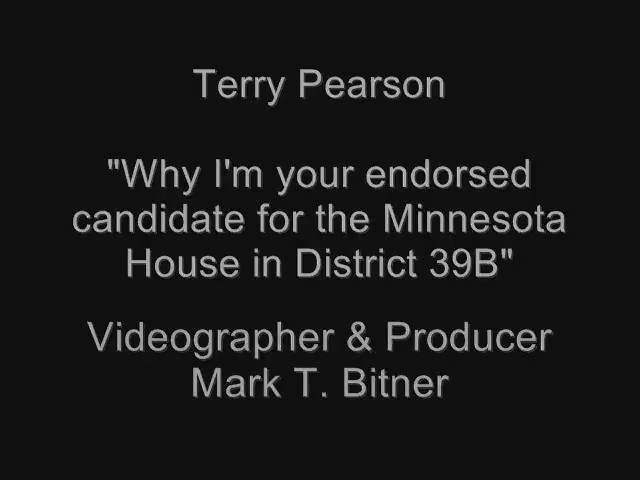 Terry Pearson
"Why I'm your endorsed
candidate for the Minnesota
House in District 39B"
Videographer & Producer
Mark T. Bitner